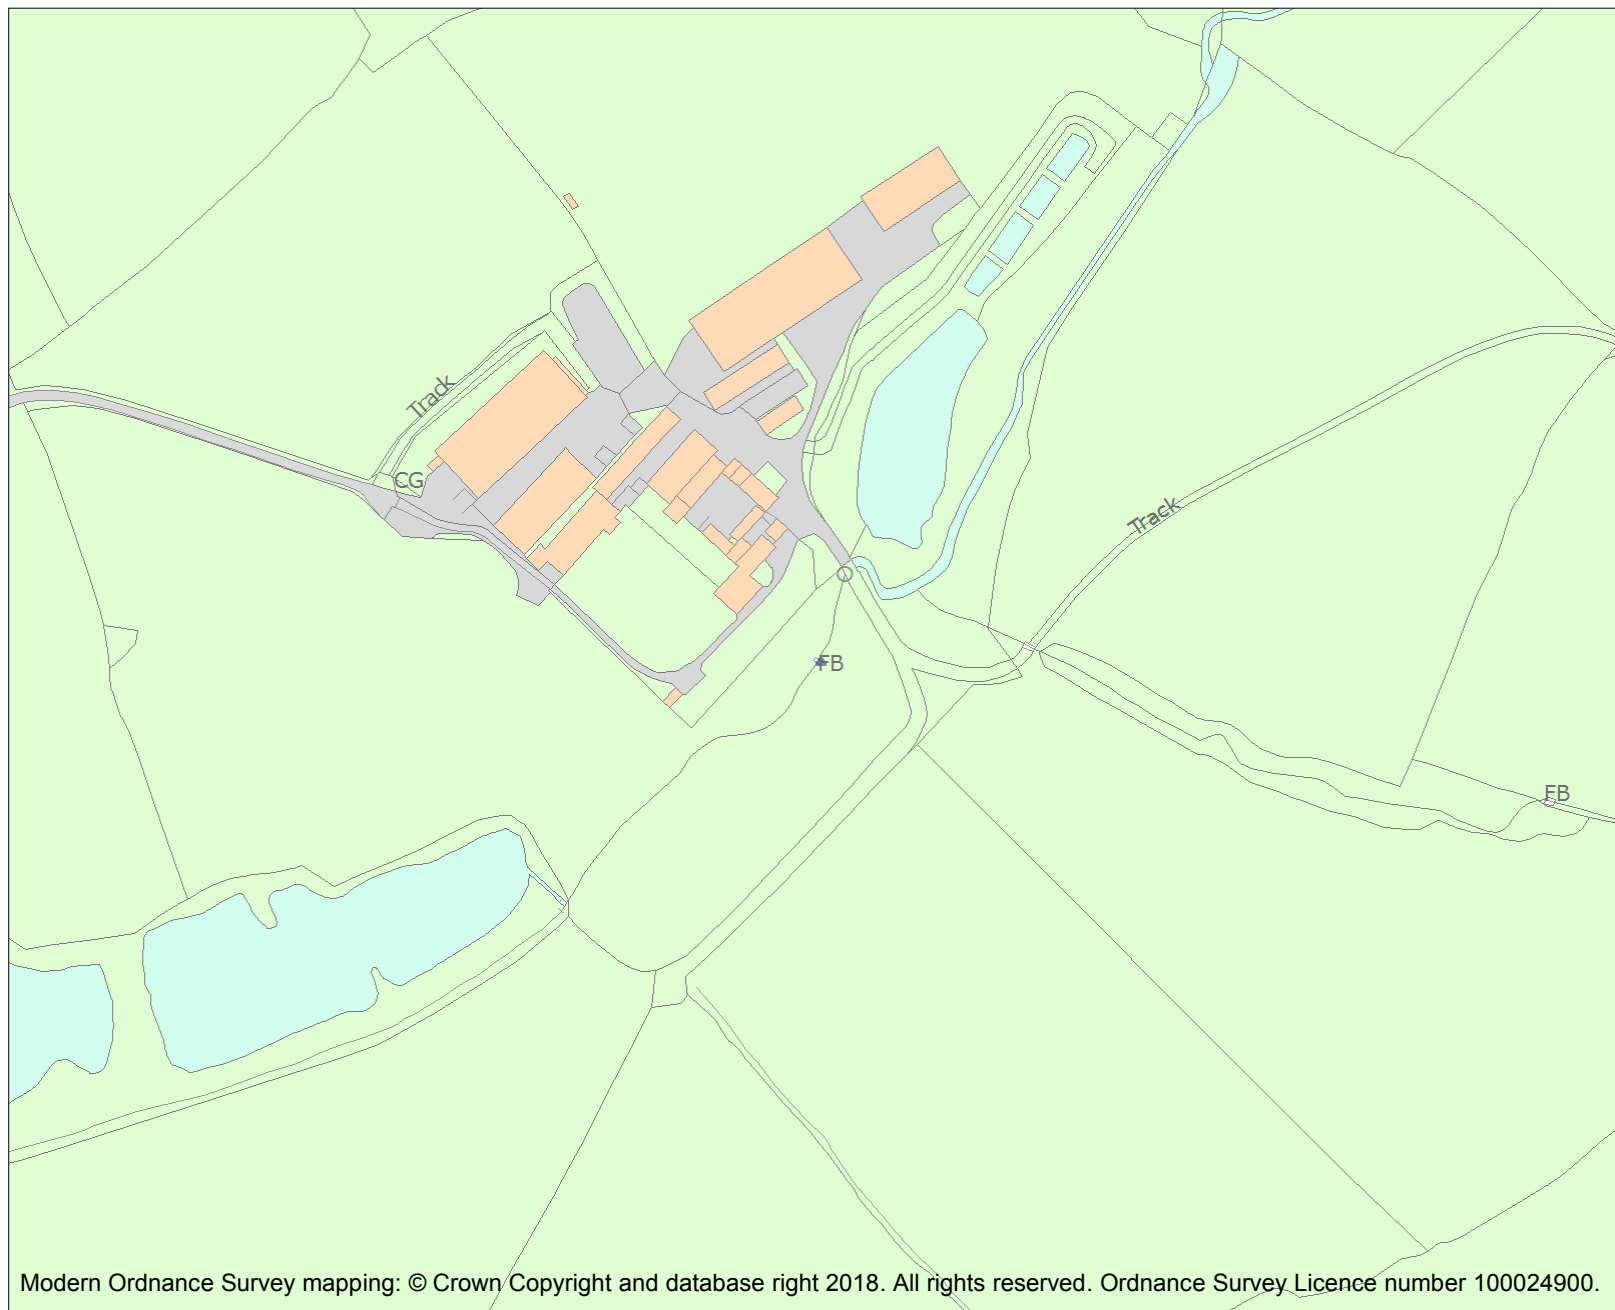 Track
CG
Track
FB
FB
Modern Ordnance Survey mapping: © Crown Copyright and database right 2018. All rights reserved. Ordnance Survey Licence number 100024900.